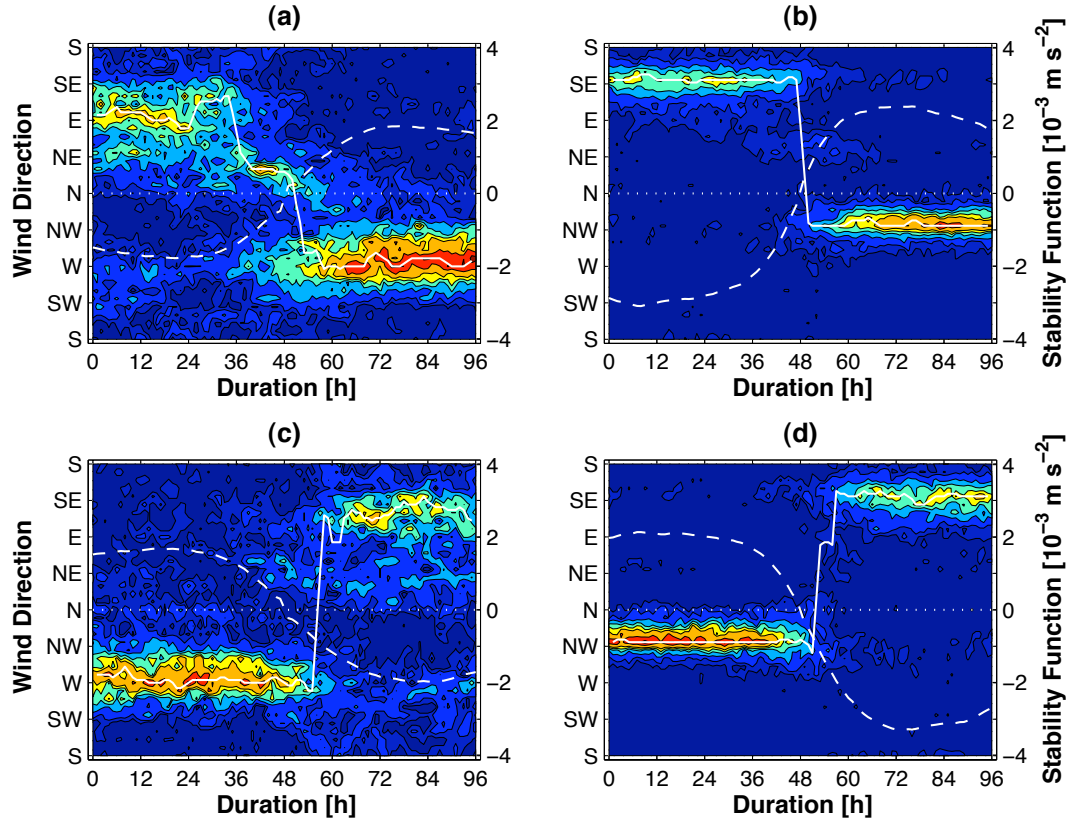 (a) (b)
S 4 S 4
SE SE
E 2 E 2
NE NE
N 0 N 0
NW NW
W −2 W −2
SW SW
S −4 S −4
0 12 24 36 48 60 72 84 96 0 12 24 36 48 60 72 84 96
Duration [h] Duration [h]
Wind Direction
Stability Function [10⁻³ m s⁻²]
(c) (d)
S 4 S 4
SE SE
E 2 E 2
NE NE
N 0 N 0
NW NW
W −2 W −2
SW SW
S −4 S −4
0 12 24 36 48 60 72 84 96 0 12 24 36 48 60 72 84 96
Duration [h] Duration [h]
Wind Direction
Stability Function [10⁻³ m s⁻²]